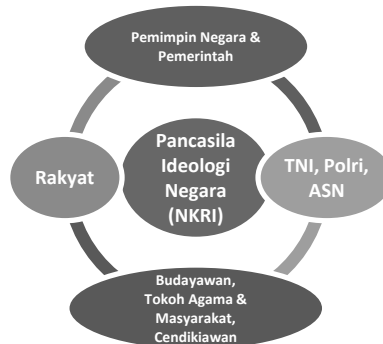 Pemimpin Negara &
Pemerintah
Rakyat
Pancasila
Ideologi
Negara
(NKRI)
TNI, Polri,
ASN
Budayawan,
Tokoh Agama &
Masyarakat,
Cendikiawan